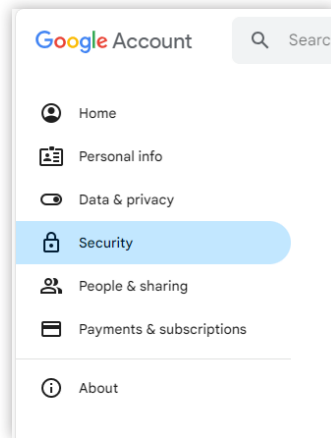 Google Account
Home
Personal info
Data & privacy
Security
People & sharing
Payments & subscriptions
About